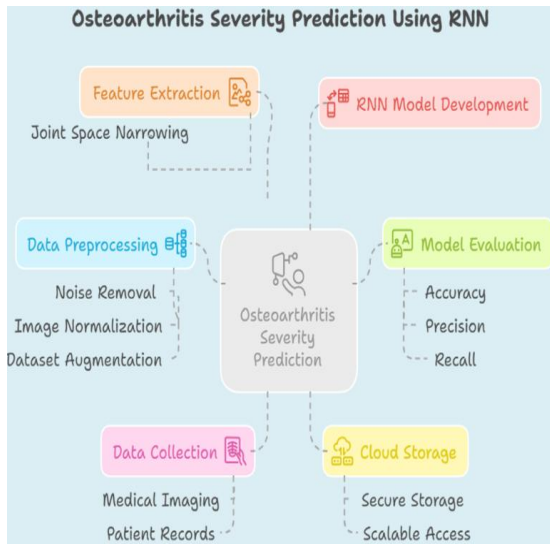 Osteoarthritis Severity Prediction Using RNN
Feature Extraction
Joint Space Narrowing
RNN Model Development
Data Preprocessing
Noise Removal
Image Normalization
Dataset Augmentation
Osteoarthritis
Severity
Prediction
Model Evaluation
Accuracy
Precision
Recall
Data Collection
Medical Imaging
Patient Records
Cloud Storage
Secure Storage
Scalable Access